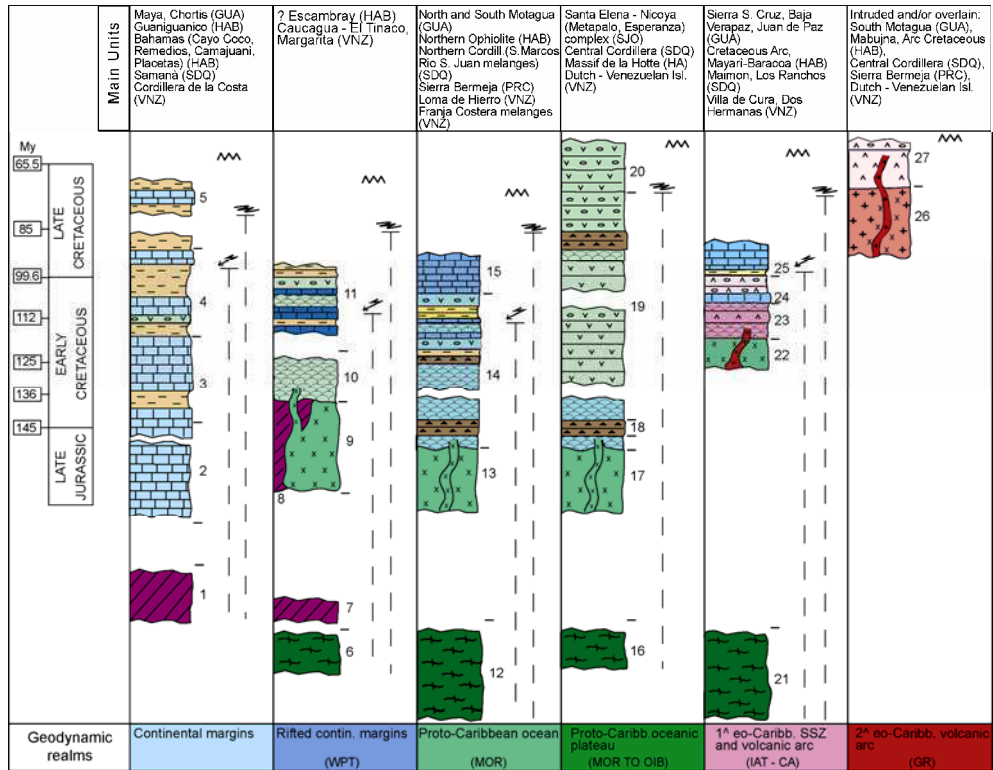 Main Units
Maya, Chortis (GUA)
Guaniguanico (HAB)
Bahamas (Cayo Coco,
Remedios, Camajuani,
Placetas) (HAB)
Samanà (SDQ)
Cordillera de la Costa
(VNZ)
? Escambray (HAB)
Caucagua - El Tinaco,
Margarita (VNZ)
North and South Motagua
(GUA)
Northern Ophiolite (HAB)
Northern Cordill.(S.Marcos
Rio S. Juan melanges)
(SDQ)
Sierra Bermeja (PRC)
Loma de Hierro (VNZ)
Franja Costera melanges
(VNZ)
Santa Elena - Nicoya
(Metapalo, Esperanza)
complex (SJO)
Central Cordillera (SDQ)
Massif de la Hotte (HA)
Dutch - Venezuelan Isl.
(VNZ)
Sierra S. Cruz, Baja
Verapaz, Juan de Paz
(GUA)
Cretaceous Arc,
Mayari-Baracca (HAB)
Maimon, Los Ranchos
(SDQ)
Villa de Cura, Dos
Hermanas (VNZ)
Intruded and/or overlain:
South Motagua (GUA),
Mabujna, Arc Cretaceous
(HAB),
Central Cordillera (SDQ),
Sierra Bermeja (PRC),
Dutch - Venezuelan Isl.
(VNZ)
My
65.5
85
99.6
112
125
136
145
LATE
CRETACEOUS
EARLY
CRETACEOUS
LATE
JURASSIC
5
4
3
2
1
11
10
9
8
7
6
15
14
13
12
20
19
18
17
16
25
24
23
22
21
27
26
Geodynamic
realms
Continental margins
Rifted contin. margins
(WPT)
Proto-Caribbean ocean
(MOR)
Proto-Caribb oceanic
plateau
(MOR TO OIB)
1^ eo-Caribb. SSZ
and volcanic arc
(IAT - CA)
2^ eo-Caribb. volcanic
arc
(GR)